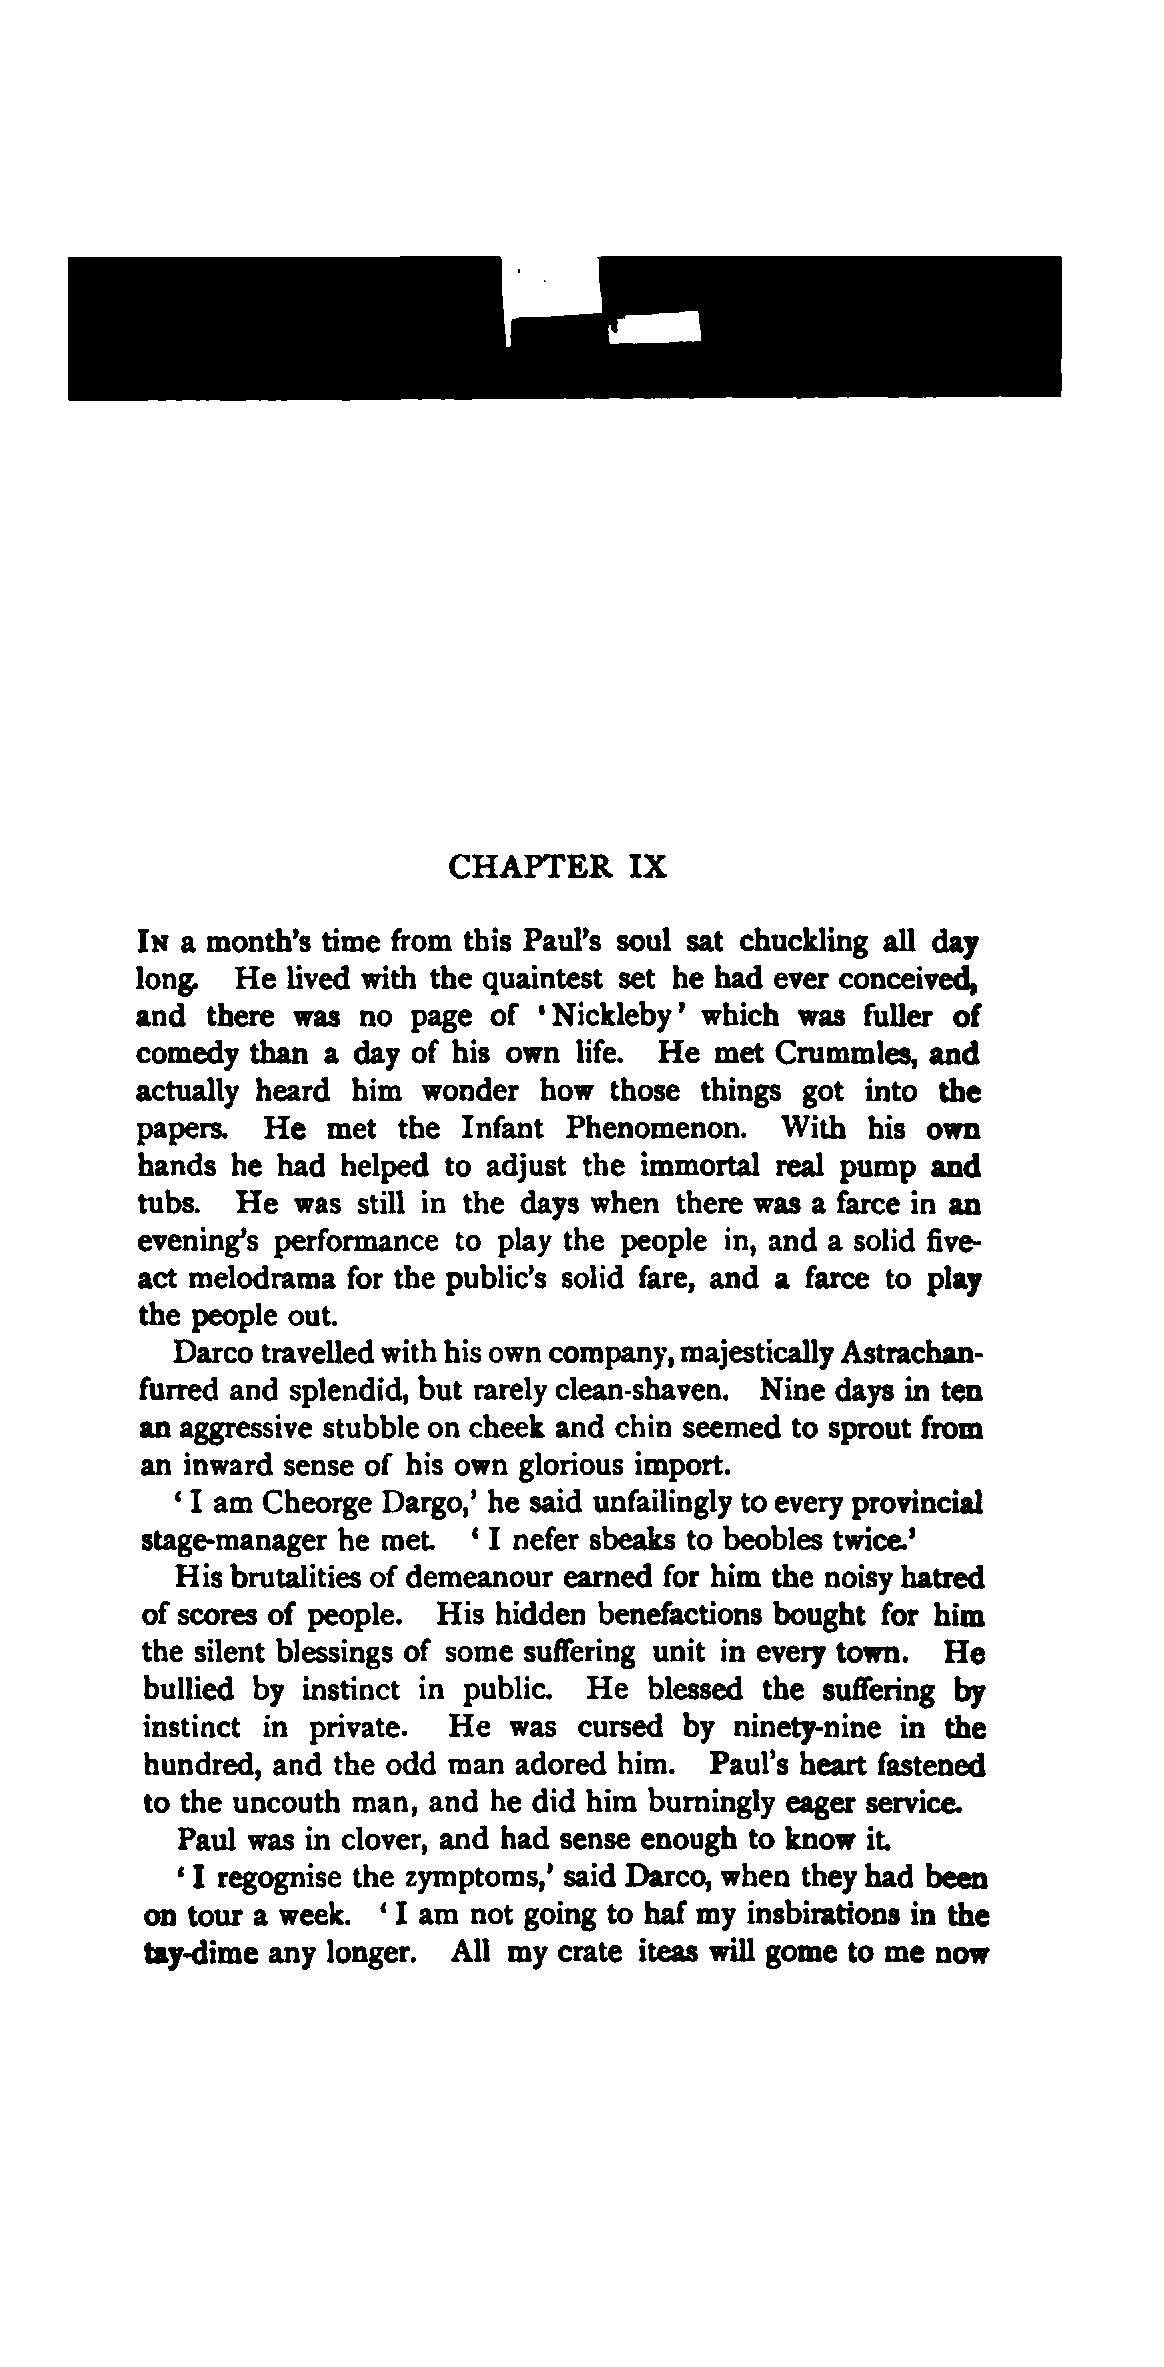 CHAPTER IX
IN a month's time from this Paul's soul sat chuckling all day
long. He lived with the quaintest set he had ever conceived,
and there was no page of 'Nickleby' which was fuller of
comedy than a day of his own life. He met Crummles, and
actually heard him wonder how those things got into the
papers. He met the Infant Phenomenon. With his own
hands he had helped to adjust the immortal real pump and
tubs. He was still in the days when there was a farce in an
evening's performance to play the people in, and a solid five-
act melodrama for the public's solid fare, and a farce to play
the people out.
Darco travelled with his own company, majestically Astrachan-
furred and splendid, but rarely clean-shaven. Nine days in ten
an aggressive stubble on cheek and chin seemed to sprout from
an inward sense of his own glorious import.
'I am Cheorge Dargo,' he said unfailingly to every provincial
stage-manager he met. 'I nefer sbeaks to beobles twice.'
His brutalities of demeanour earned for him the noisy hatred
of scores of people. His hidden benefactions bought for him
the silent blessings of some suffering unit in every town. He
bullied by instinct in public. He blessed the suffering by
instinct in private. He was cursed by ninety-nine in the
hundred, and the odd man adored him. Paul's heart fastened
to the uncouth man, and he did him burningly eager service.
Paul was in clover, and had sense enough to know it.
'I regognise the zymptoms,' said Darco, when they had been
on tour a week. 'I am not going to haf my insbirations in the
tay-dime any longer. All my crate iteas will gome to me now